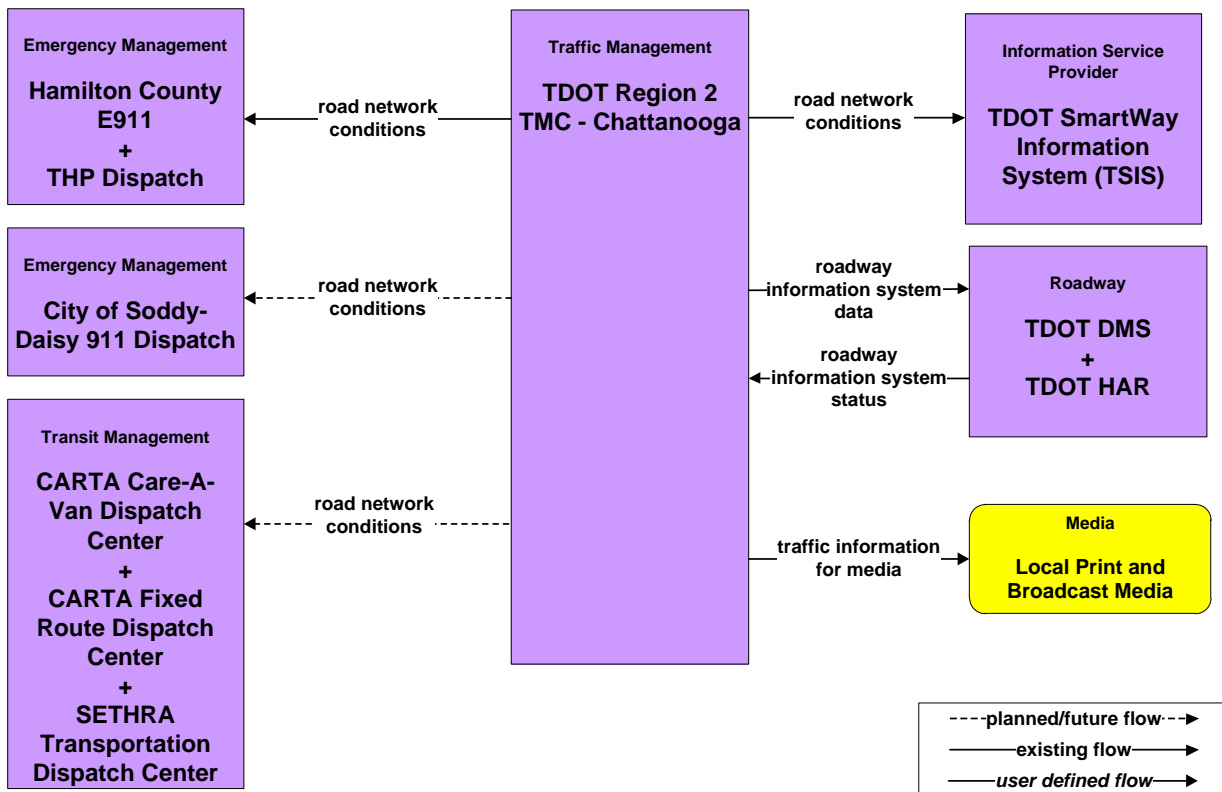 Emergency Management
Hamilton County
E911
+
THP Dispatch
road network
conditions
Emergency Management
City of Soddy-
Daisy 911 Dispatch
road network
conditions
Transit Management
CARTA Care-A-
Van Dispatch
Center
+
CARTA Fixed
Route Dispatch
Center
+
SETHRA
Transportation
Dispatch Center
road network
conditions
Traffic Management
TDOT Region 2
TMC - Chattanooga
road network
conditions
Information Service
Provider
TDOT SmartWay
Information
System (TSIS)
roadway
information system
data
roadway
information system
status
Roadway
TDOT DMS
+
TDOT HAR
traffic information
for media
Media
Local Print and
Broadcast Media
planned/future flow
existing flow
user defined flow